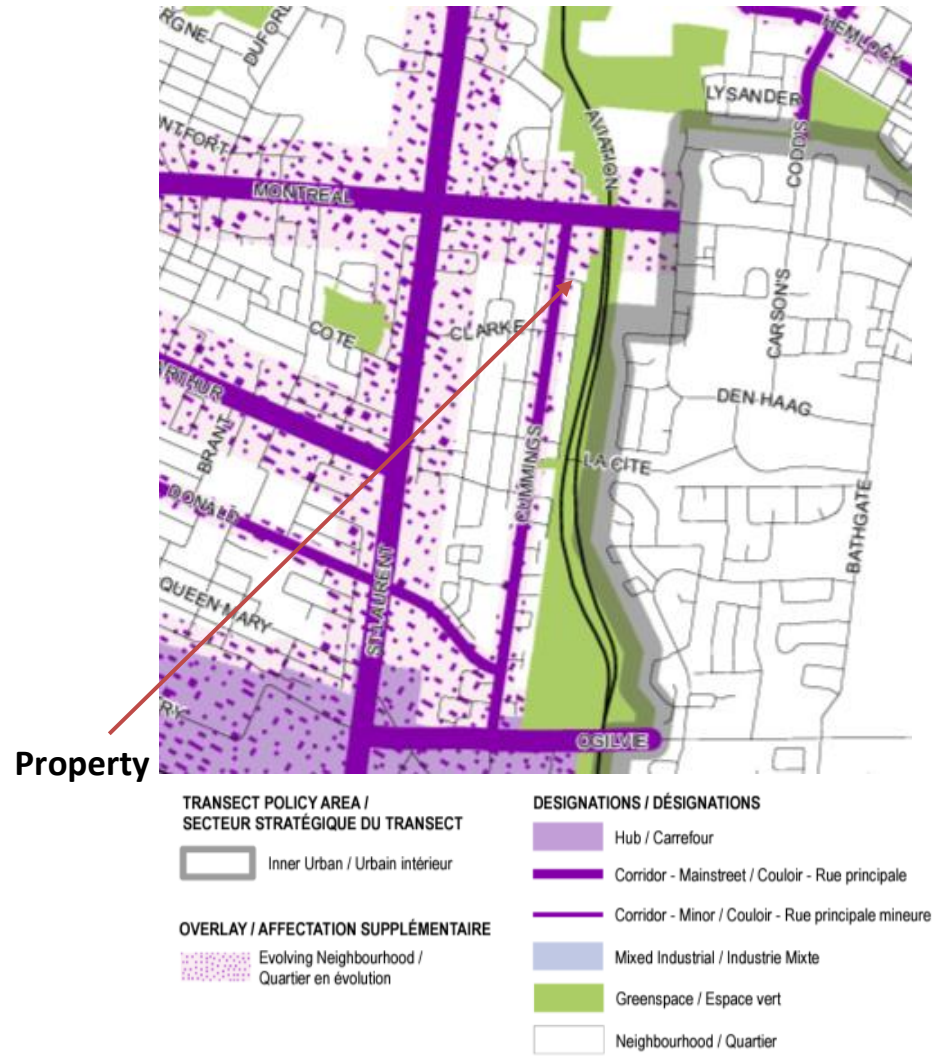 RGNE
DUFORD
HEMLOCK
LYSANDER
AVIATION
NTFORT
CODD'S
MONTREAL
CARSON'S
CLARKE
COTE
RTHUR
DEN HAAG
BRANT
CUMMINGS
LA CITE
BATHGATE
DONALD
ST LAURENT
QUEEN MARY
RY
OGILVIE
Property
TRANSECT POLICY AREA /
SECTEUR STRATÉGIQUE DU TRANSECT
Inner Urban / Urbain intérieur
OVERLAY / AFFECTATION SUPPLÉMENTAIRE
Evolving Neighbourhood /
Quartier en évolution
DESIGNATIONS / DÉSIGNATIONS
Hub / Carrefour
Corridor - Mainstreet / Couloir - Rue principale
Corridor - Minor / Couloir - Rue principale mineure
Mixed Industrial / Industrie Mixte
Greenspace / Espace vert
Neighbourhood / Quartier